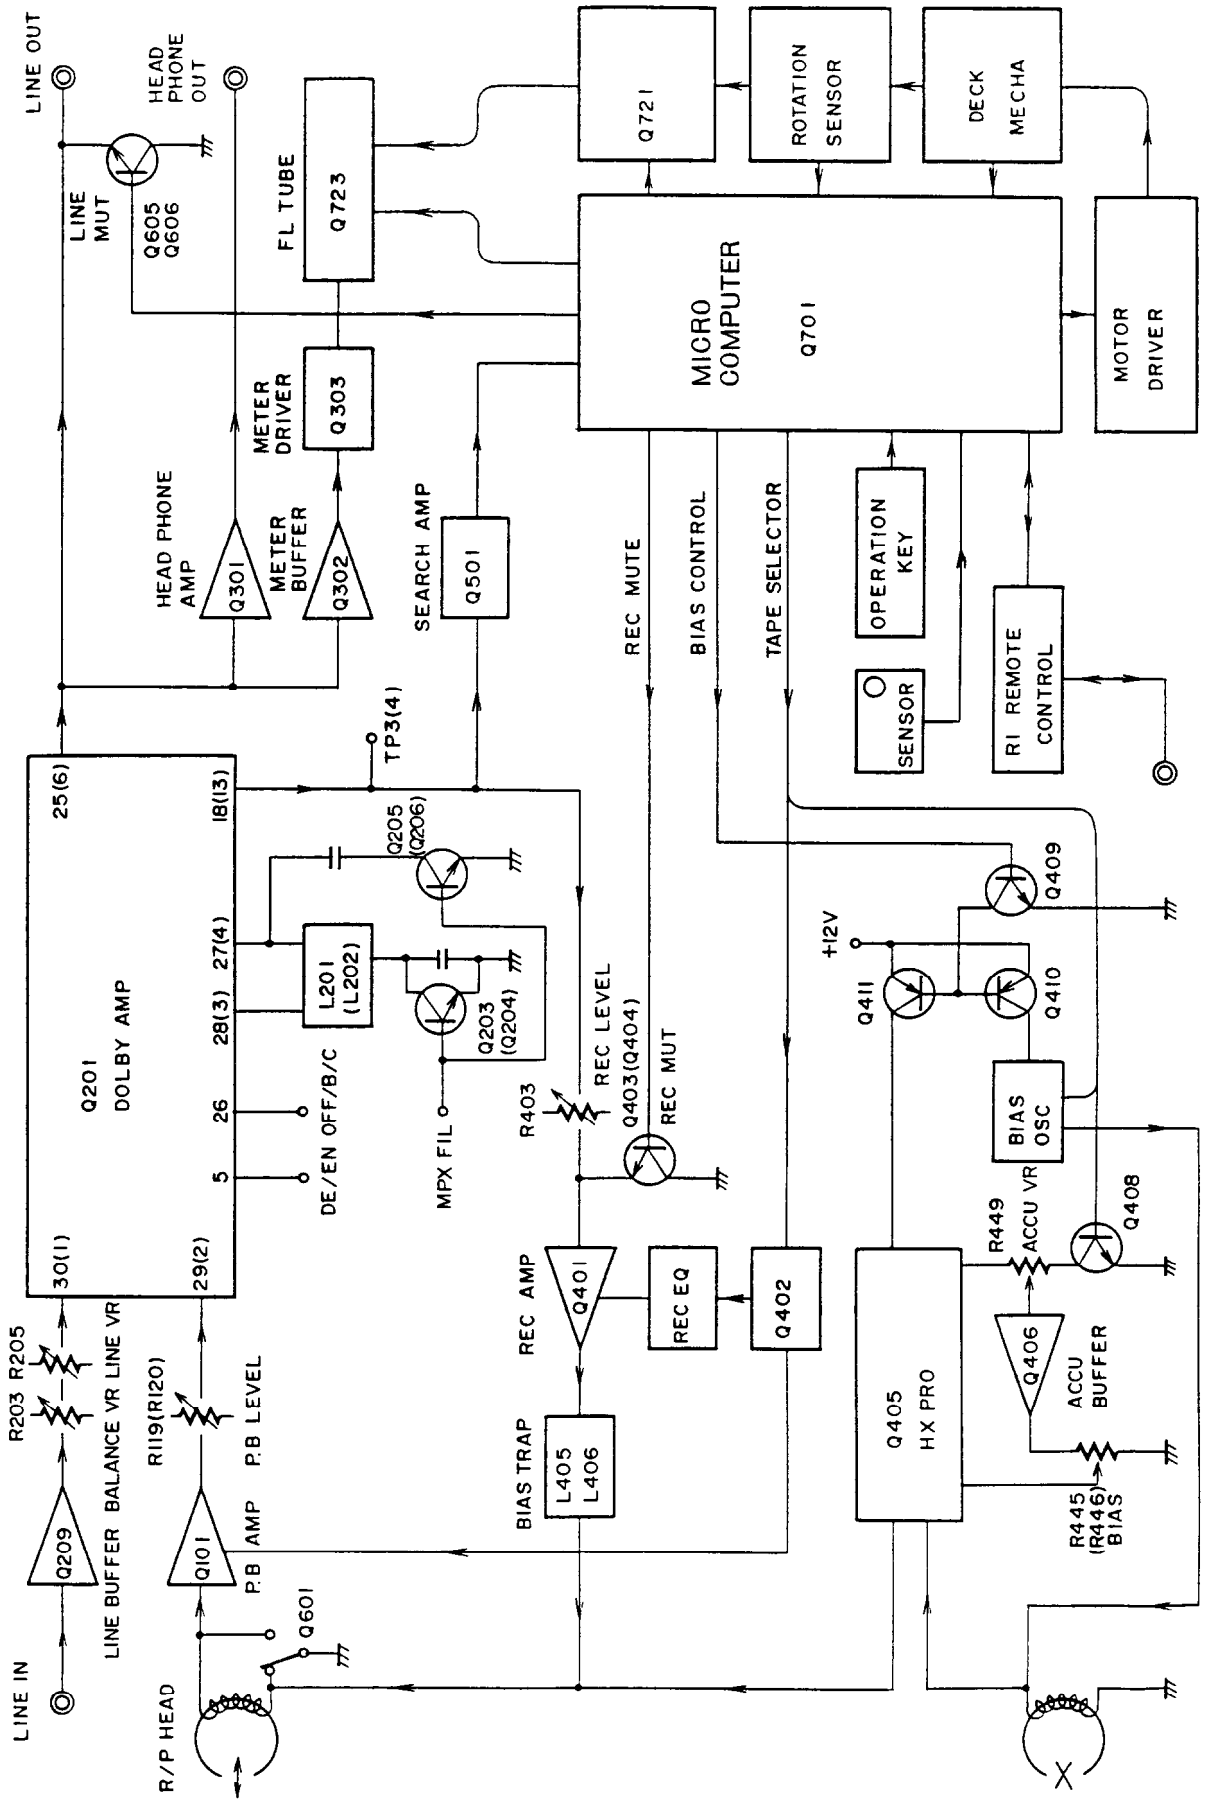 LINE IN
Q209
LINE BUFFER
R203
BALANCE VR
R205
LINE VR
30(1)
Q201
DOLBY AMP
25(6)
LINE OUT
R/P HEAD
Q101
P.B AMP
R119(R120)
P.B LEVEL
29(2)
5
26
28(3)
27(4)
18(13)
DE/EN OFF/B/C
Q601
MPX FIL
L201
(L202)
Q203
(Q204)
Q205
(Q206)
TP3(4)
HEAD PHONE
AMP
Q301
METER
BUFFER
Q302
METER
DRIVER
Q303
FL TUBE
Q723
LINE
MUT
Q605
Q606
HEAD
PHONE
OUT
SEARCH AMP
Q501
BIAS TRAP
L405
L406
REC AMP
Q401
R403
REC LEVEL
Q403(Q404)
REC MUT
REC EQ
Q402
REC MUTE
BIAS CONTROL
TAPE SELECTOR
MICRO
COMPUTER
Q701
Q721
ROTATION
SENSOR
DECK
MECHA
MOTOR
DRIVER
OPERATION
KEY
SENSOR
RI REMOTE
CONTROL
Q405
HX PRO
+12V
Q411
Q410
Q409
BIAS
OSC
R449
ACCU VR
Q408
Q406
ACCU
BUFFER
R445
(R446)
BIAS
X